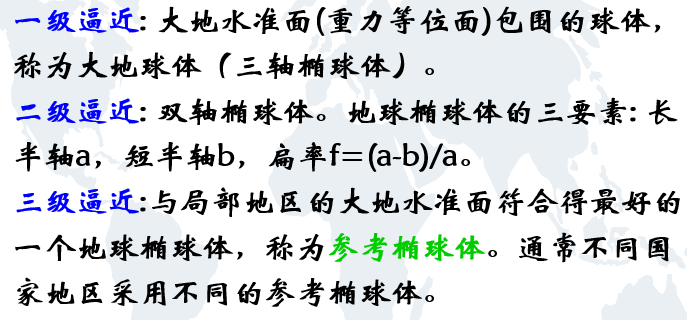 一级逼近: 大地水准面(重力等位面)包围的球体，
称为大地球体（三轴椭球体）。
二级逼近: 双轴椭球体。地球椭球体的三要素: 长
半轴a，短半轴b，扁率f=(a-b)/a。
三级逼近:与局部地区的大地水准面符合得最好的
一个地球椭球体，称为参考椭球体。通常不同国
家地区采用不同的参考椭球体。